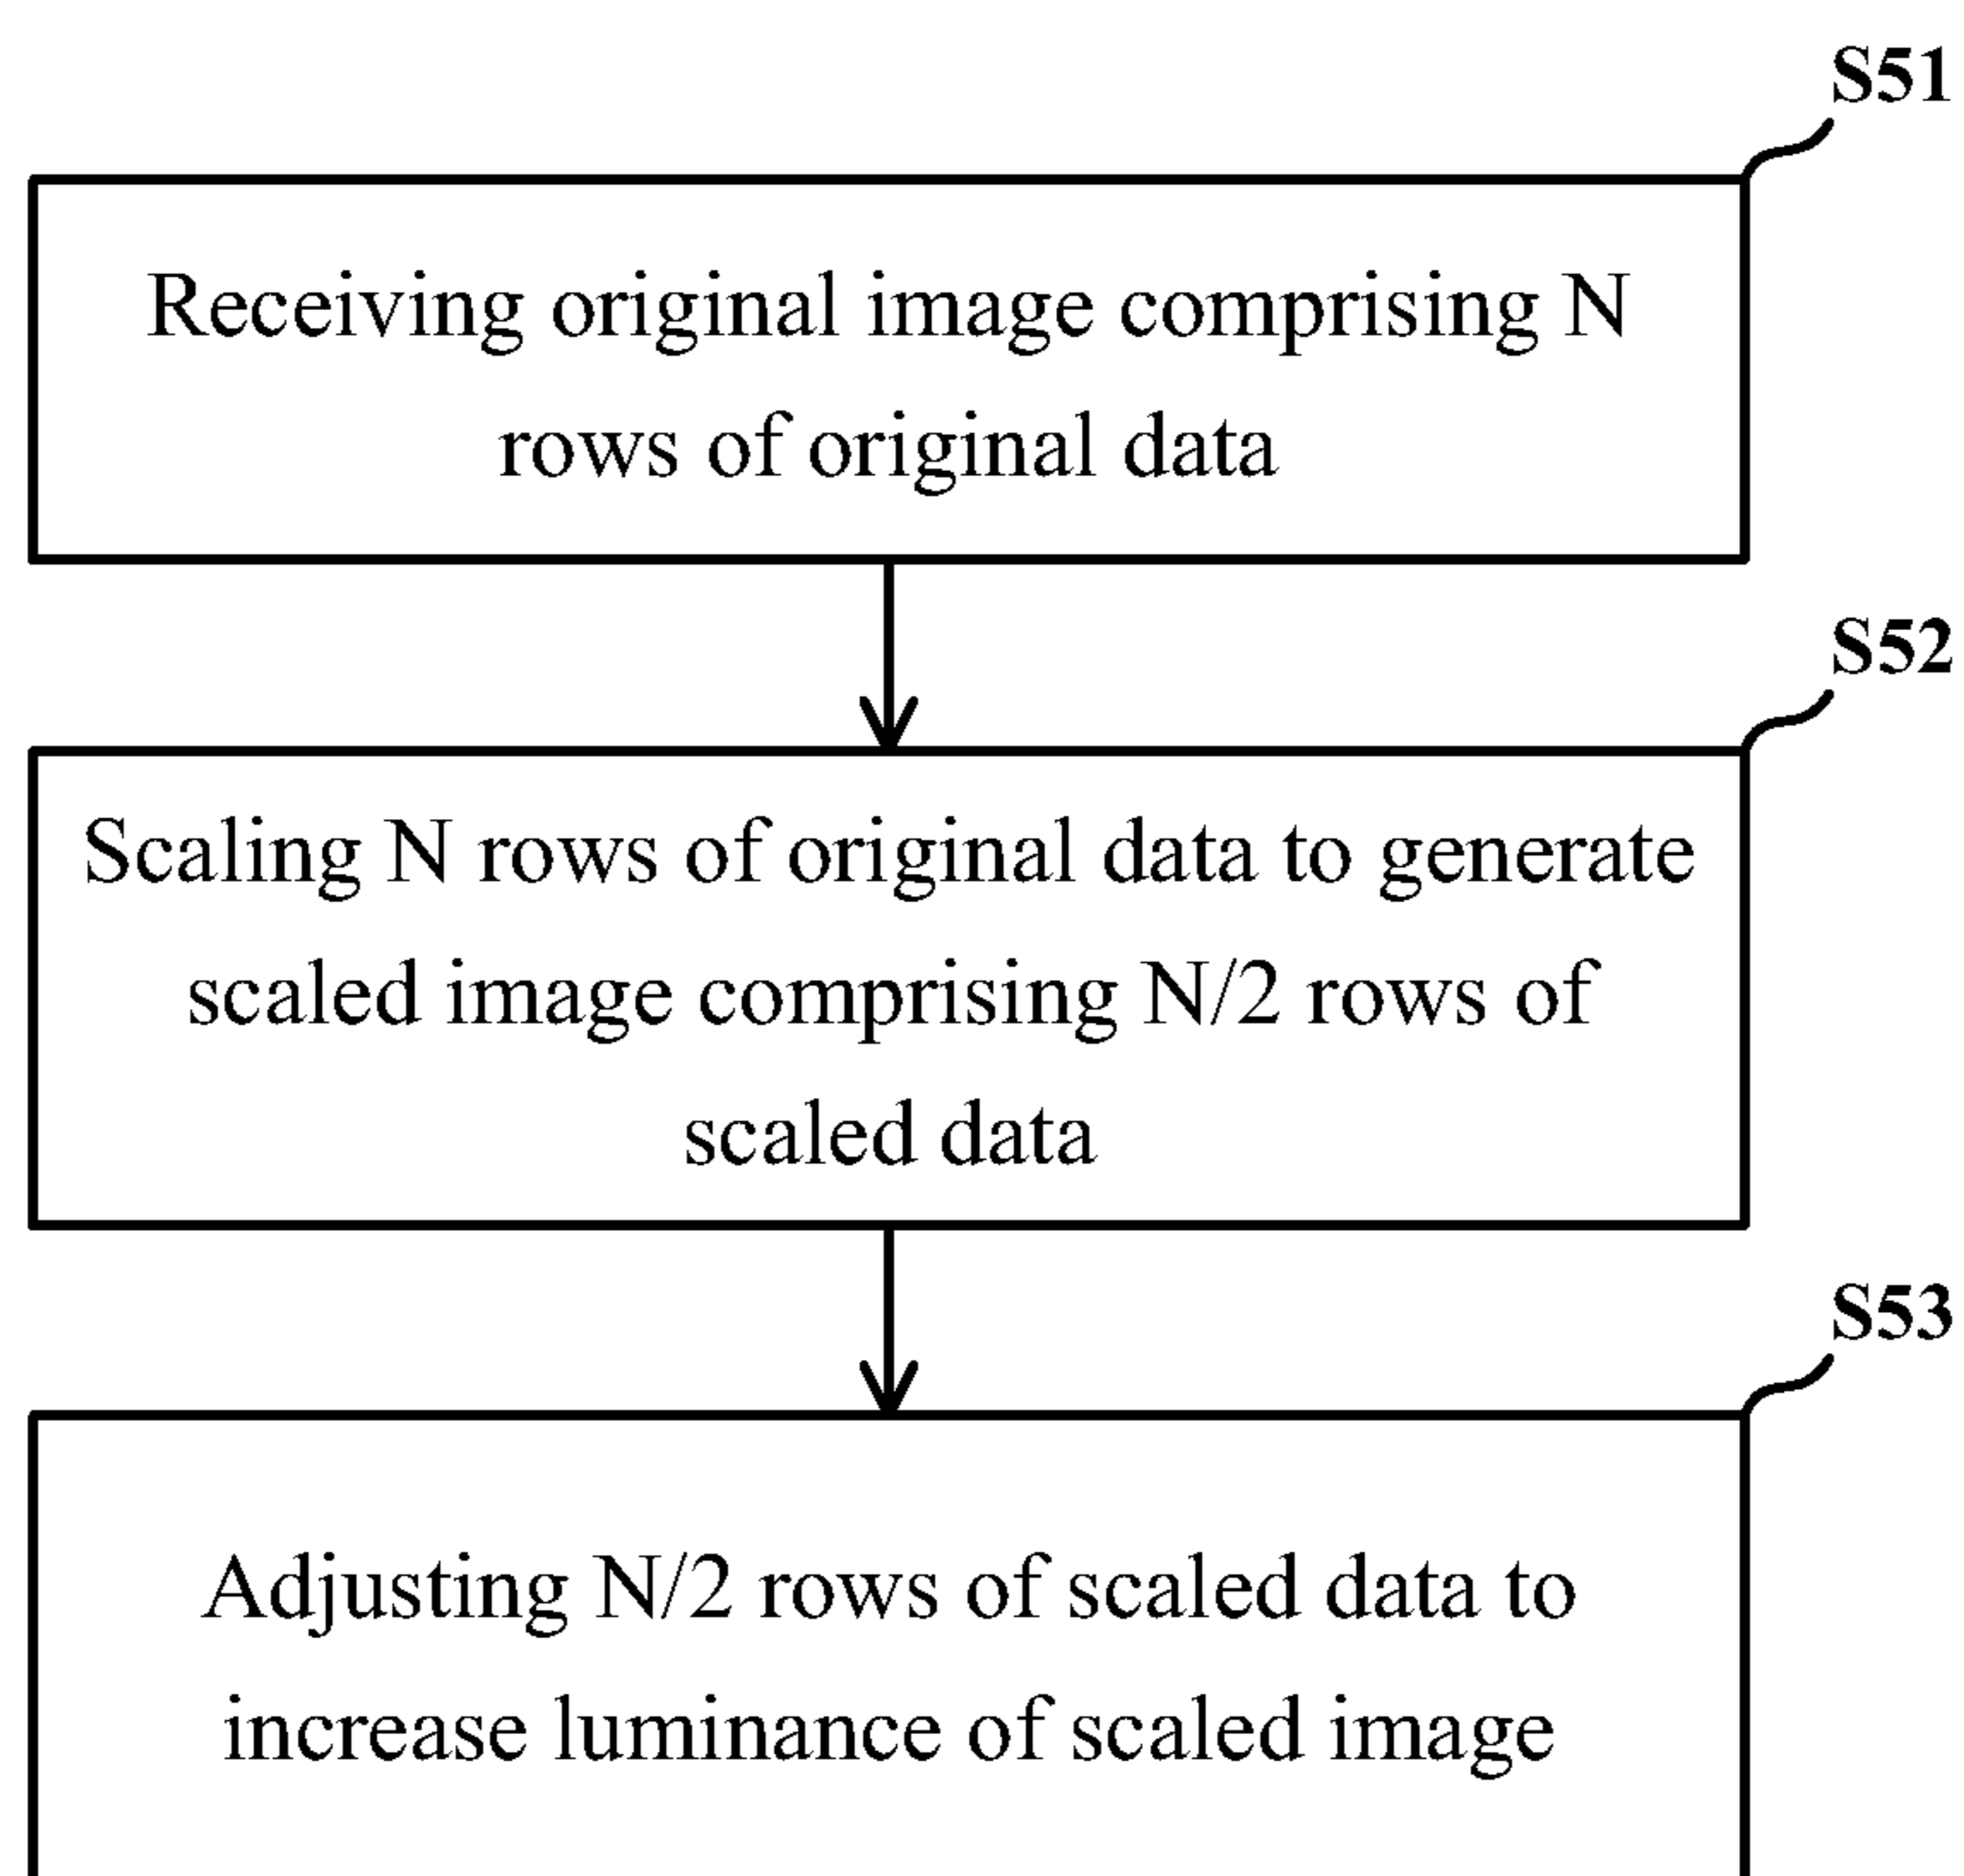 S51
Receiving original image comprising N
rows of original data
S52
Scaling N rows of original data to generate
scaled image comprising N/2 rows of
scaled data
S53
Adjusting N/2 rows of scaled data to
increase luminance of scaled image